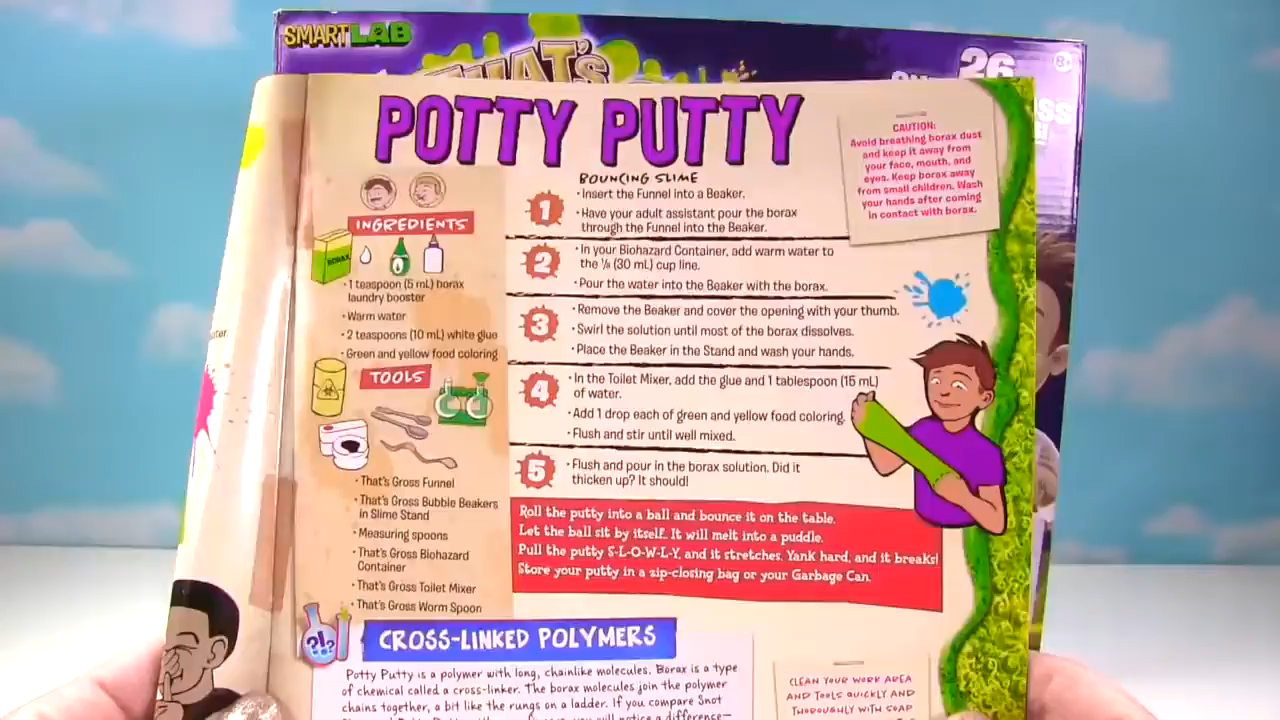 SMARTLAB
THAT'S
26
8+
POTTY PUTTY
CAUTION:
Avoid breathing borax dust
and keep it away from
your face, mouth, and
eyes. Keep borax away
from small children. Wash
your hands after coming
in contact with borax.
INGREDIENTS
BORAX
• 1 teaspoon (5 mL) borax
laundry booster
• Warm water
• 2 teaspoons (10 mL) white glue
• Green and yellow food coloring
TOOLS
• That's Gross Funnel
• That's Gross Bubble Beakers
in Slime Stand
• Measuring spoons
• That's Gross Biohazard
Container
• That's Gross Toilet Mixer
• That's Gross Worm Spoon
BOUNCING SLIME
1
• Insert the Funnel into a Beaker.
• Have your adult assistant pour the borax
through the Funnel into the Beaker.
2
• In your Biohazard Container, add warm water to
the ⅛ (30 mL) cup line.
• Pour the water into the Beaker with the borax.
3
• Remove the Beaker and cover the opening with your thumb.
• Swirl the solution until most of the borax dissolves.
• Place the Beaker in the Stand and wash your hands.
4
• In the Toilet Mixer, add the glue and 1 tablespoon (15 mL)
of water.
• Add 1 drop each of green and yellow food coloring.
• Flush and stir until well mixed.
5
• Flush and pour in the borax solution. Did it
thicken up? It should!
Roll the putty into a ball and bounce it on the table.
Let the ball sit by itself. It will melt into a puddle.
Pull the putty S-L-O-W-L-Y, and it stretches. Yank hard, and it breaks!
Store your putty in a zip-closing bag or your Garbage Can.
?!?
CROSS-LINKED POLYMERS
Potty Putty is a polymer with long, chainlike molecules. Borax is a type
of chemical called a cross-linker. The borax molecules join the polymer
chains together, a bit like the rungs on a ladder. If you compare Snot
CLEAN YOUR WORK AREA
AND TOOLS QUICKLY AND
THOROUGHLY WITH SOAP